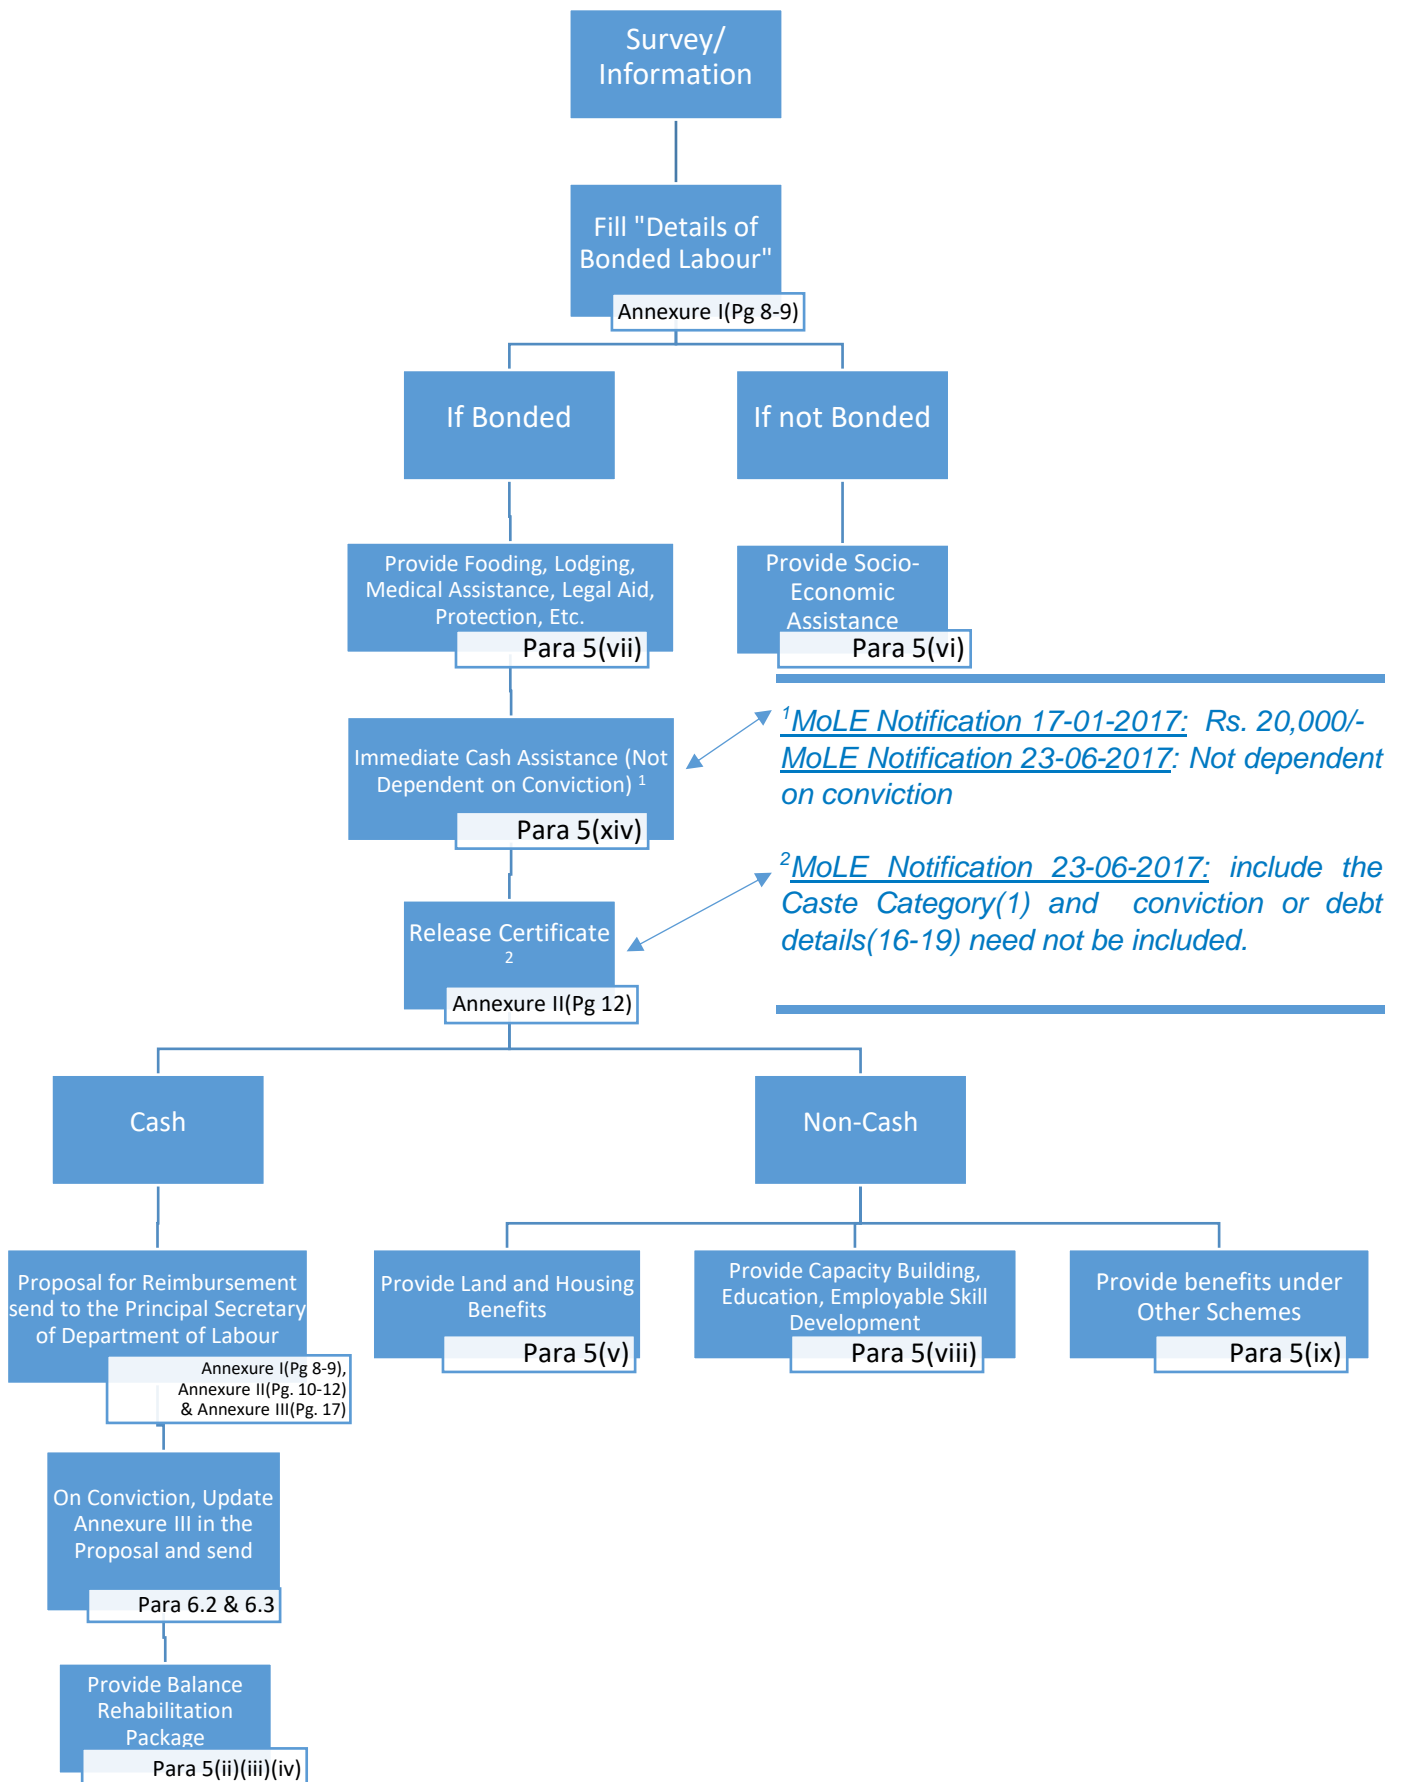 Survey/
Information
Fill "Details of
Bonded Labour"
Annexure I(Pg 8-9)
If Bonded
If not Bonded
Provide Fooding, Lodging,
Medical Assistance, Legal Aid,
Protection, Etc.
Para 5(vii)
Provide Socio-
Economic
Assistance
Para 5(vi)
Immediate Cash Assistance (Not
Dependent on Conviction) ¹
Para 5(xiv)
¹MoLE Notification 17-01-2017: Rs. 20,000/-
MoLE Notification 23-06-2017: Not dependent
on conviction
²MoLE Notification 23-06-2017: include the
Caste Category(1) and conviction or debt
details(16-19) need not be included.
Release Certificate
²
Annexure II(Pg 12)
Cash
Non-Cash
Proposal for Reimbursement
send to the Principal Secretary
of Department of Labour
Annexure I(Pg 8-9),
Annexure II(Pg. 10-12)
& Annexure III(Pg. 17)
Provide Land and Housing
Benefits
Para 5(v)
Provide Capacity Building,
Education, Employable Skill
Development
Para 5(viii)
Provide benefits under
Other Schemes
Para 5(ix)
On Conviction, Update
Annexure III in the
Proposal and send
Para 6.2 & 6.3
Provide Balance
Rehabilitation
Package
Para 5(ii)(iii)(iv)